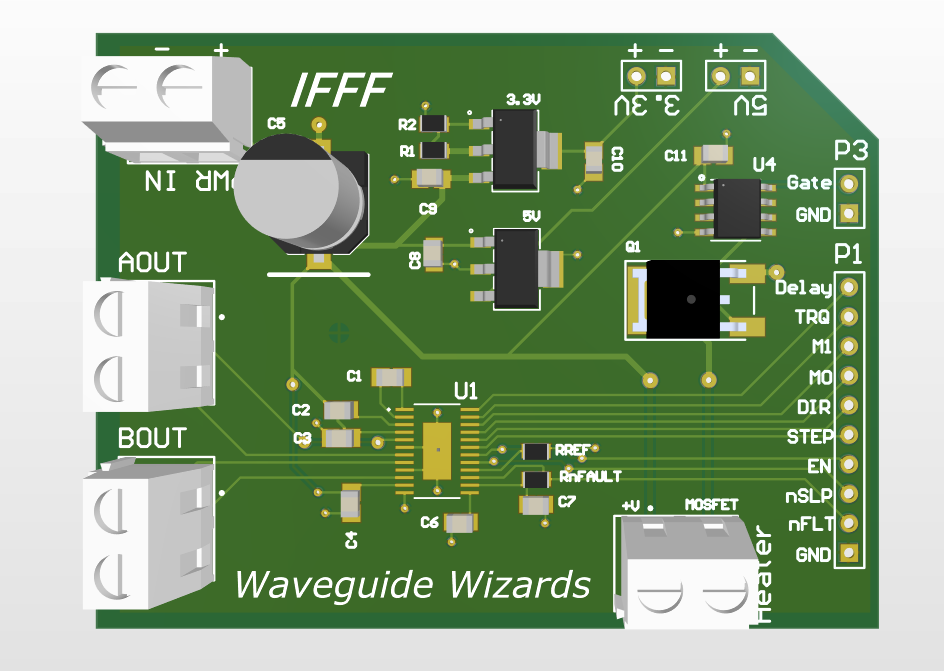 - +
IFFF
C5
PWR IN
R2
R1
C9
3.3V
C10
+ -
3.3V
+ -
5V
C11
U4
P3
Gate
GND
5V
C8
Q1
AOUT
P1
Delay
TRQ
M1
M0
DIR
STEP
EN
nSLP
nFLT
GND
C1
U1
C2
C3
BOUT
RREF
RnFAULT
C4
C6
C7
+V
MOSFET
Heater
Waveguide Wizards